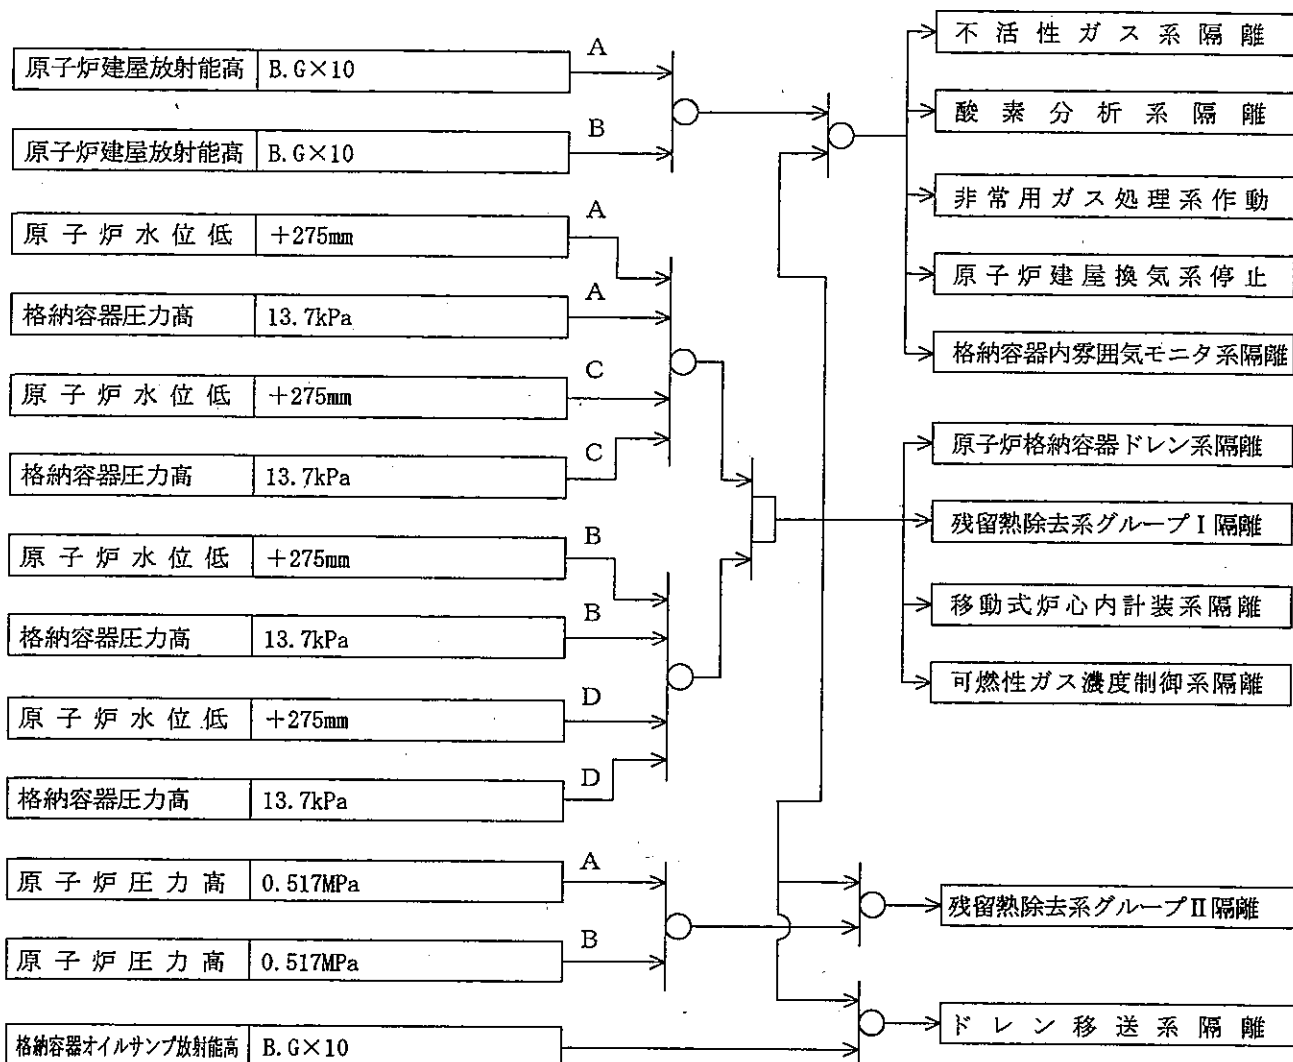 原子炉建屋放射能高 B.G×10 A
原子炉建屋放射能高 B.G×10 B
原子炉水位低 +275mm A
格納容器圧力高 13.7kPa A
原子炉水位低 +275mm C
格納容器圧力高 13.7kPa C
原子炉水位低 +275mm B
格納容器圧力高 13.7kPa B
原子炉水位低 +275mm D
格納容器圧力高 13.7kPa D
原子炉圧力高 0.517MPa A
原子炉圧力高 0.517MPa B
格納容器オイルサンプ放射能高 B.G×10
不活性ガス系隔離
酸素分析系隔離
非常用ガス処理系作動
原子炉建屋換気系停止
格納容器内雰囲気モニタ系隔離
原子炉格納容器ドレン系隔離
残留熱除去系グループⅠ隔離
移動式炉心内計装系隔離
可燃性ガス濃度制御系隔離
残留熱除去系グループⅡ隔離
ドレン移送系隔離